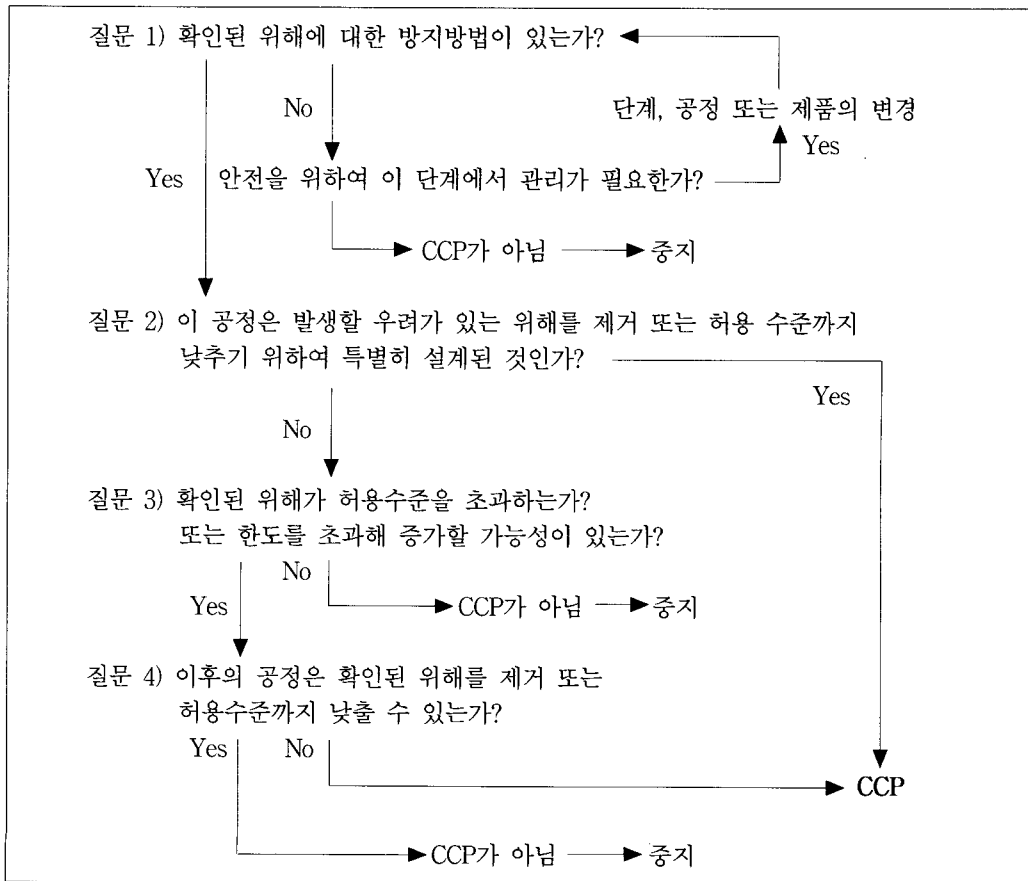 질문 1) 확인된 위해에 대한 방지방법이 있는가?
No
단계, 공정 또는 제품의 변경
Yes
Yes
안전을 위하여 이 단계에서 관리가 필요한가?
CCP가 아님
중지
질문 2) 이 공정은 발생할 우려가 있는 위해를 제거 또는 허용 수준까지
낮추기 위하여 특별히 설계된 것인가?
Yes
No
질문 3) 확인된 위해가 허용수준을 초과하는가?
또는 한도를 초과해 증가할 가능성이 있는가?
No
Yes
CCP가 아님
중지
질문 4) 이후의 공정은 확인된 위해를 제거 또는
허용수준까지 낮출 수 있는가?
Yes
No
CCP
CCP가 아님
중지